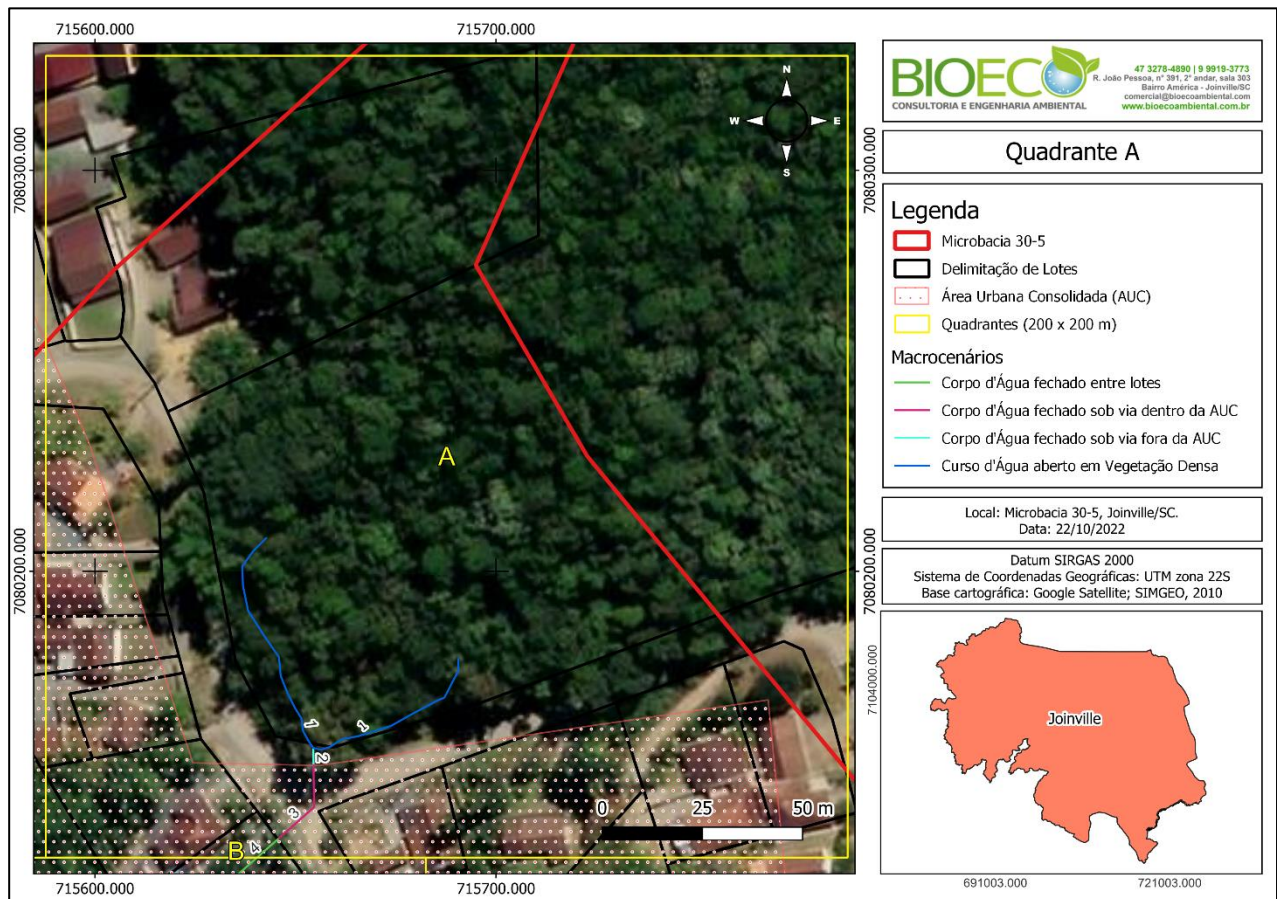 715600.000
715700.000
7080300.000
7080300.000
7080200.000
7080200.000
N
W
E
S
A
1
1
2
3
4
B
0
25
50 m
715600.000
715700.000
BIOECO
CONSULTORIA E ENGENHARIA AMBIENTAL
47 3278-4890 | 9 9919-3773
R. João Pessoa, n° 391, 2° andar, sala 303
Bairro América - Joinville/SC
comercial@bioecoambiental.com
www.bioecoambiental.com.br
Quadrante A
Legenda
Microbacia 30-5
Delimitação de Lotes
Área Urbana Consolidada (AUC)
Quadrantes (200 x 200 m)
Macrocenários
Corpo d'Água fechado entre lotes
Corpo d'Água fechado sob via dentro da AUC
Corpo d'Água fechado sob via fora da AUC
Curso d'Água aberto em Vegetação Densa
Local: Microbacia 30-5, Joinville/SC.
Data: 22/10/2022
Datum SIRGAS 2000
Sistema de Coordenadas Geográficas: UTM zona 22S
Base cartográfica: Google Satellite; SIMGEO, 2010
7104000.000
Joinville
691003.000
721003.000